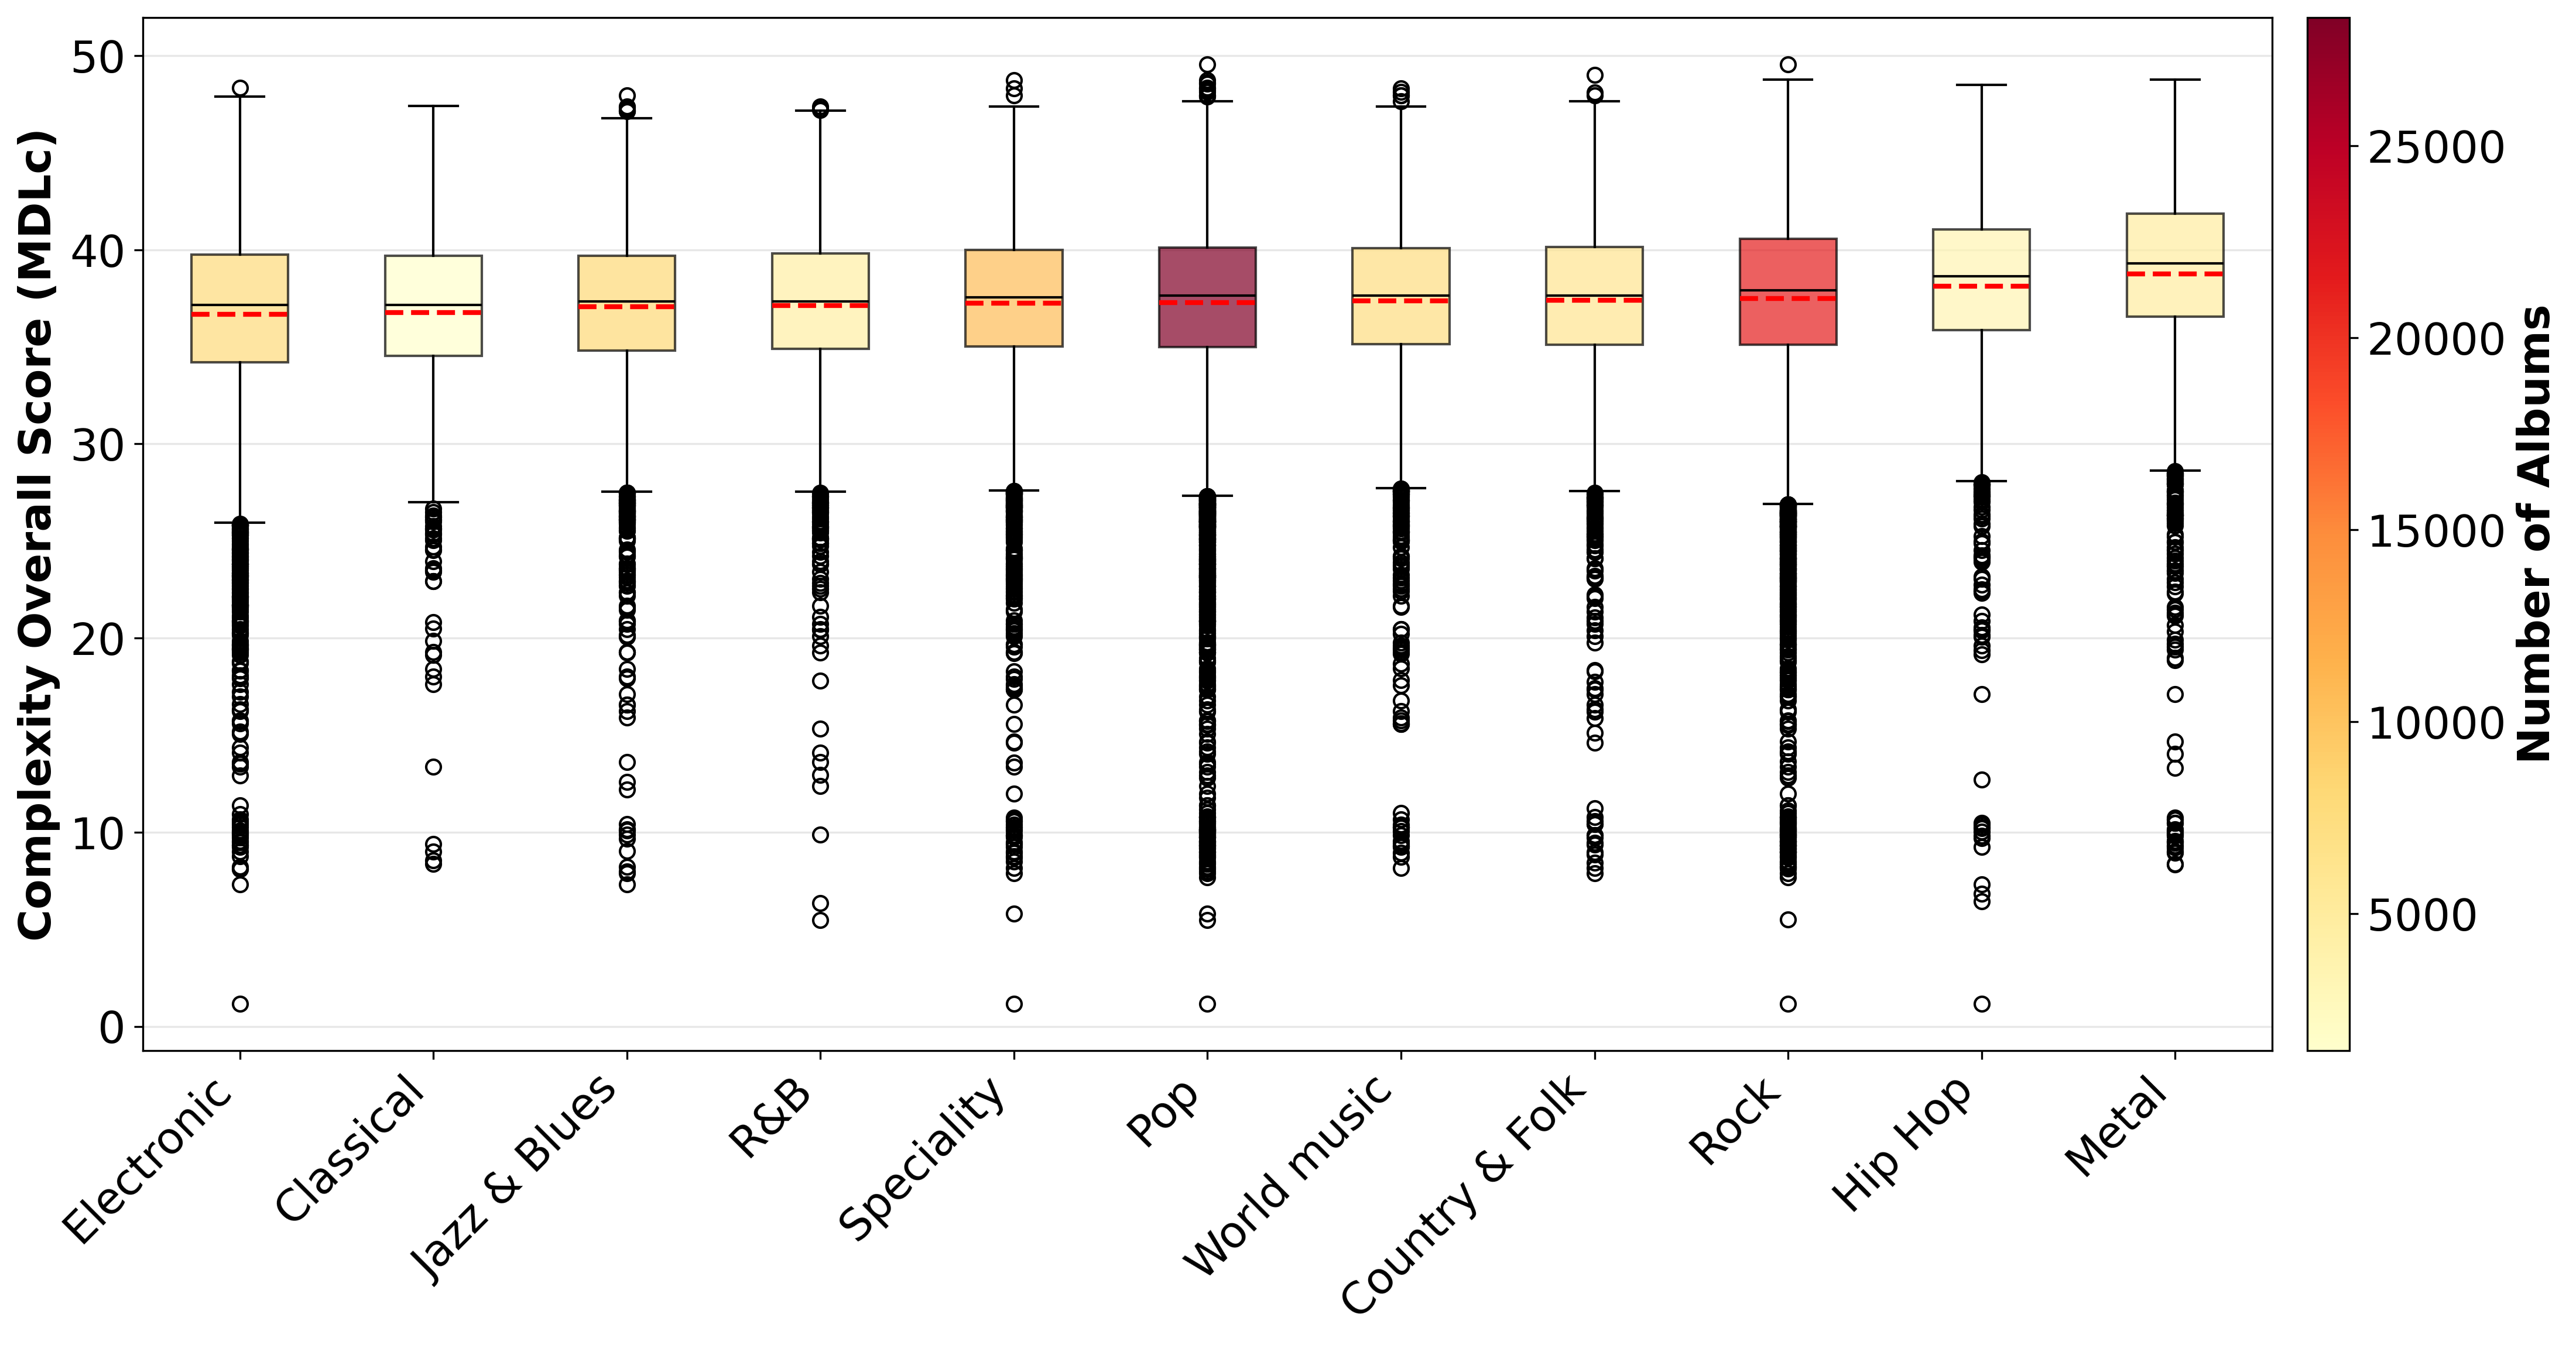 Complexity Overall Score (MDLc)
50
40
30
20
10
0
Electronic
Classical
Jazz & Blues
R&B
Speciality
Pop
World music
Country & Folk
Rock
Hip Hop
Metal
25000
20000
15000
10000
5000
Number of Albums